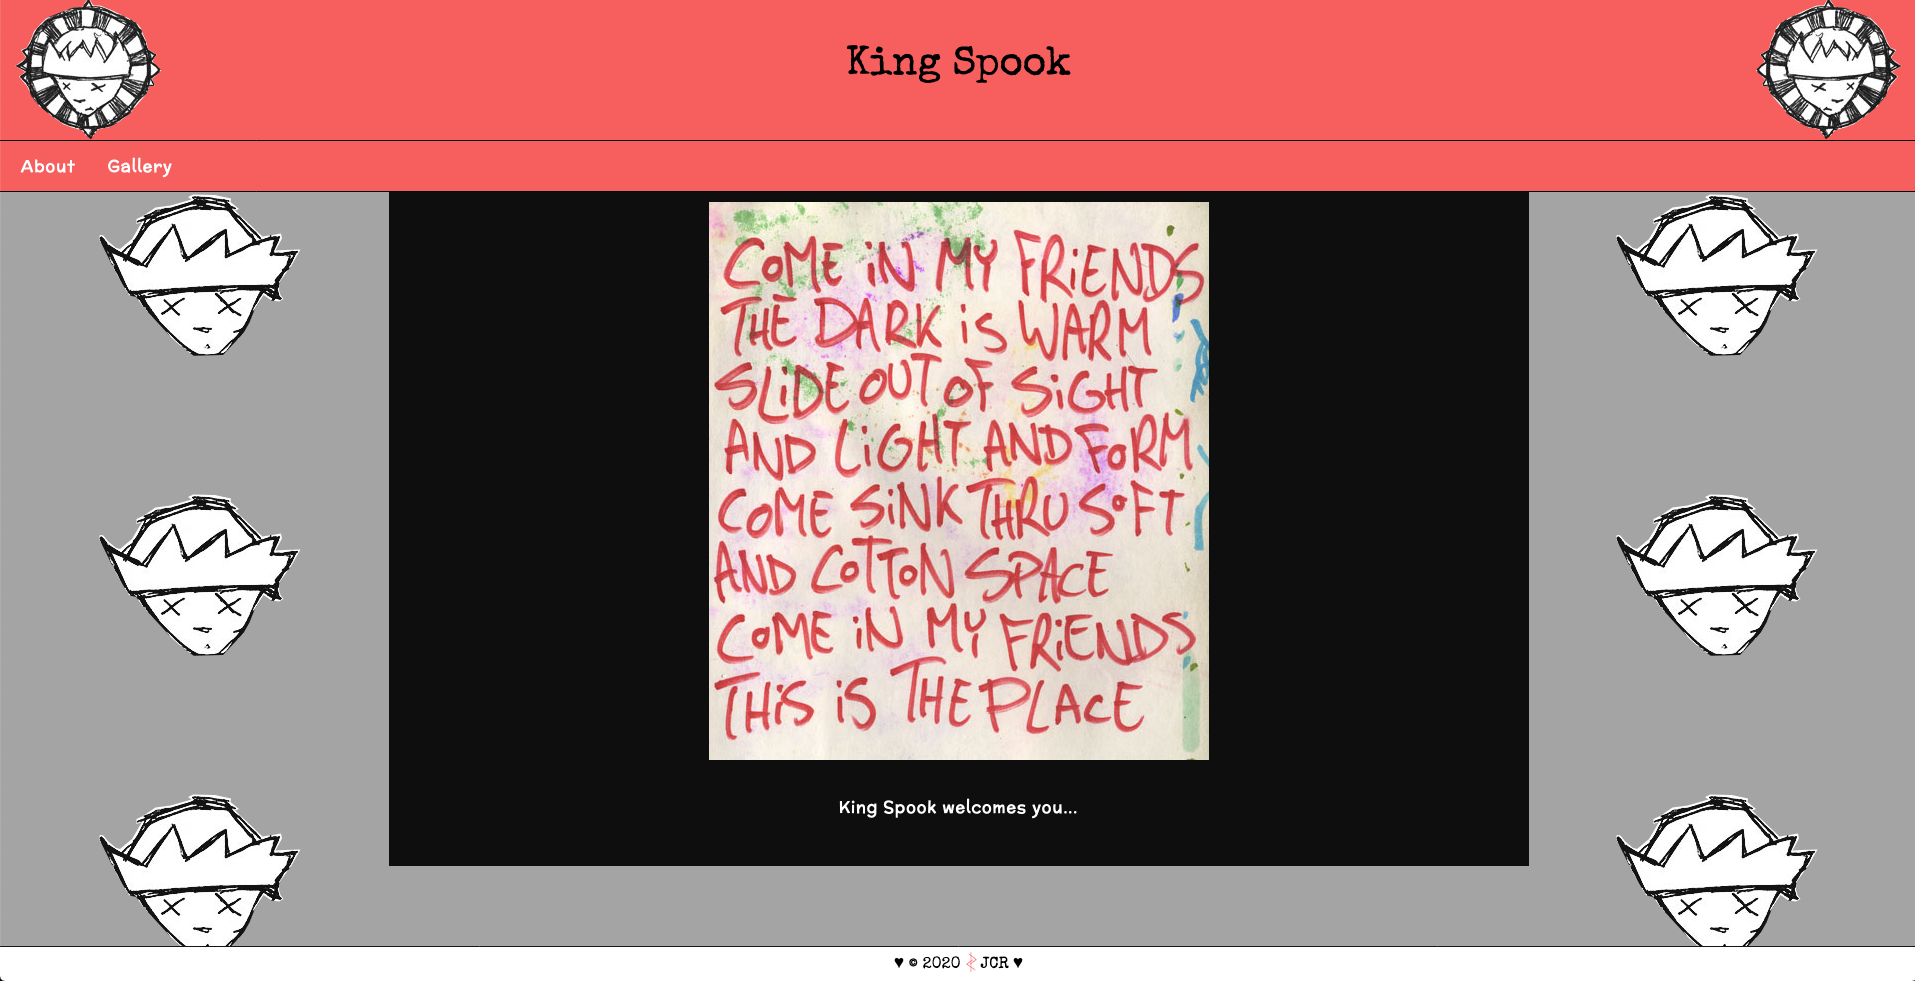 King Spook
About Gallery
COME iN MY FRiENDS
THE DARK iS WARM
SLiDE OUT OF SiGHT
AND LiGHT AND FORM
COME SiNK THRU SOFT
AND COTTON SPACE
COME iN MY FRiENDS
THiS iS THE PLACE
King Spook welcomes you...
♥ © 2020 JCR ♥